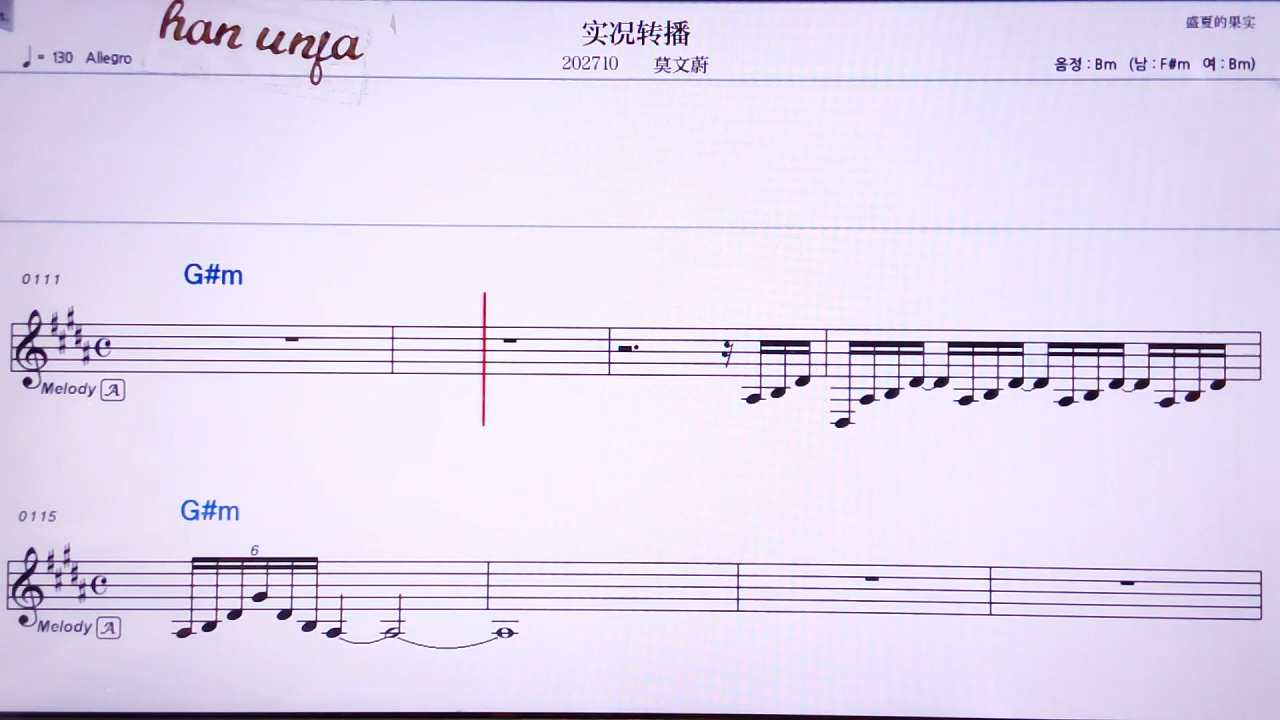 han unfa
实况转播
盛夏的果实
♩= 130 Allegro
202710 莫文蔚
음정 : Bm (남 : F#m 여 : Bm)
0111
G#m
Melody A
0115
G#m
6
Melody A